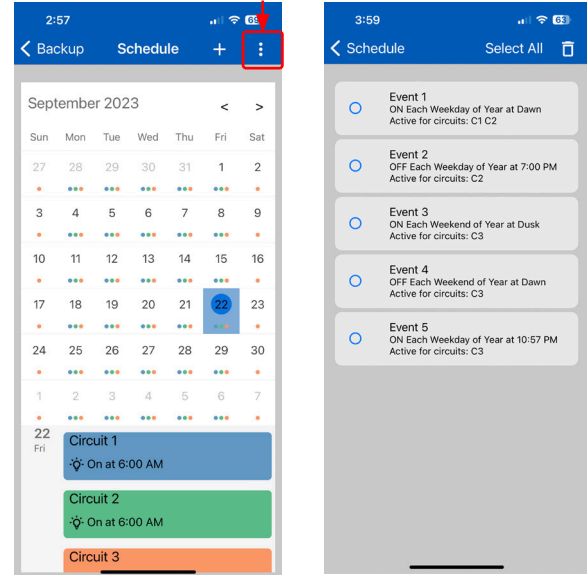 2:57
69
Backup Schedule +
September 2023 < >
Sun Mon Tue Wed Thu Fri Sat
27 28 29 30 31 1 2
3 4 5 6 7 8 9
10 11 12 13 14 15 16
17 18 19 20 21 22 23
24 25 26 27 28 29 30
1 2 3 4 5 6 7
22
Fri
Circuit 1
On at 6:00 AM
Circuit 2
On at 6:00 AM
Circuit 3
3:59
63
Schedule Select All
Event 1
ON Each Weekday of Year at Dawn
Active for circuits: C1 C2
Event 2
OFF Each Weekday of Year at 7:00 PM
Active for circuits: C2
Event 3
ON Each Weekend of Year at Dusk
Active for circuits: C3
Event 4
OFF Each Weekend of Year at Dawn
Active for circuits: C3
Event 5
ON Each Weekday of Year at 10:57 PM
Active for circuits: C3